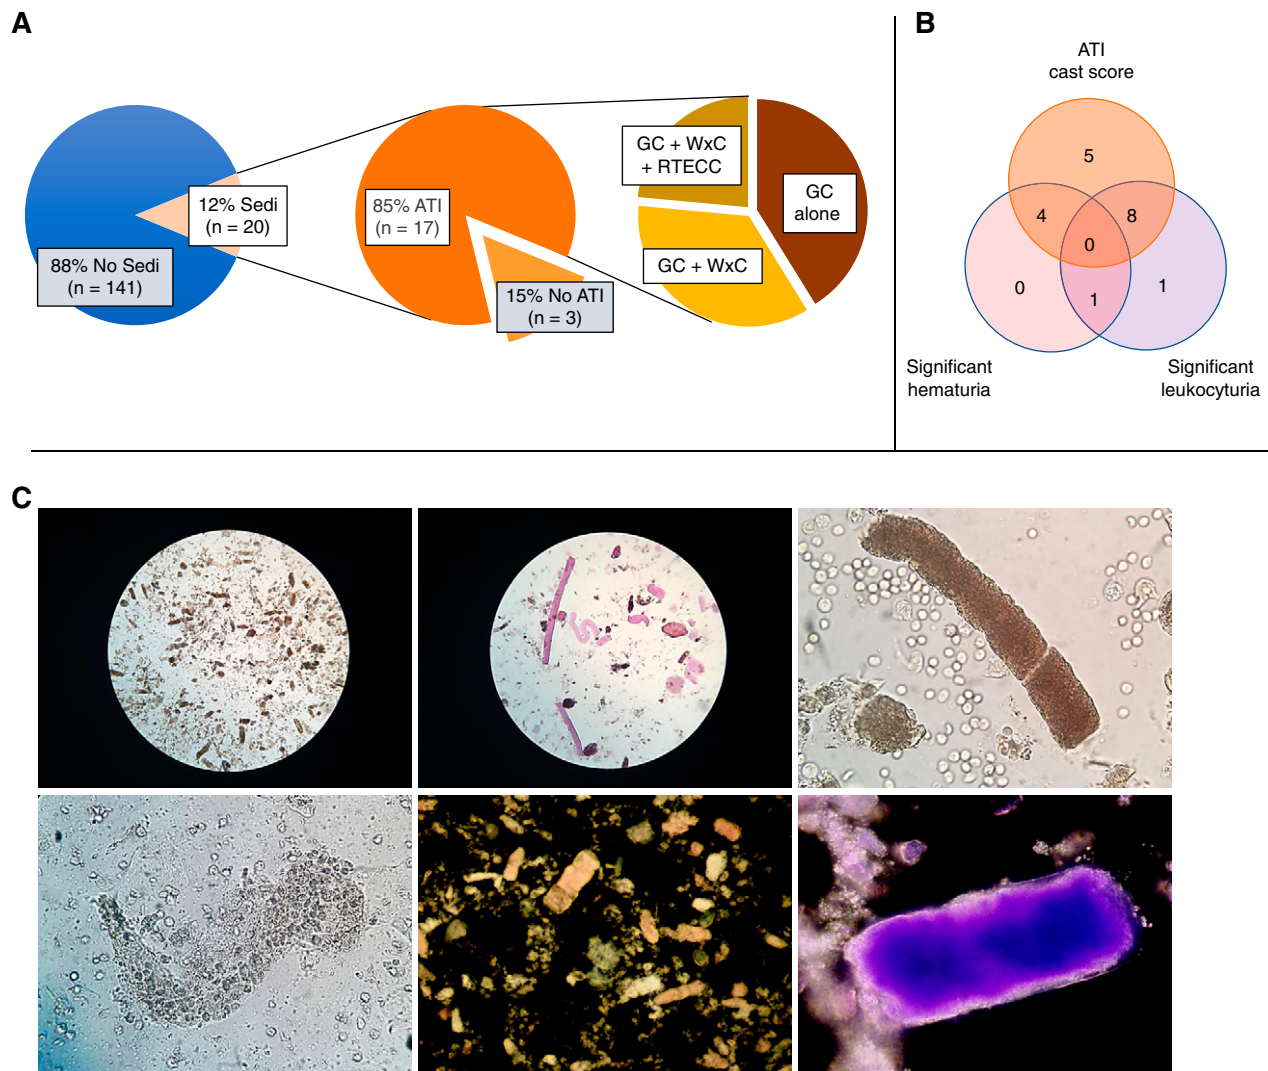 A
88% No Sedi
(n = 141)
12% Sedi
(n = 20)
85% ATI
(n = 17)
15% No ATI
(n = 3)
GC + WxC
+ RTECC
GC
alone
GC + WxC
B
ATI
cast score
5
4
8
0
0
1
1
Significant
hematuria
Significant
leukocyturia
C